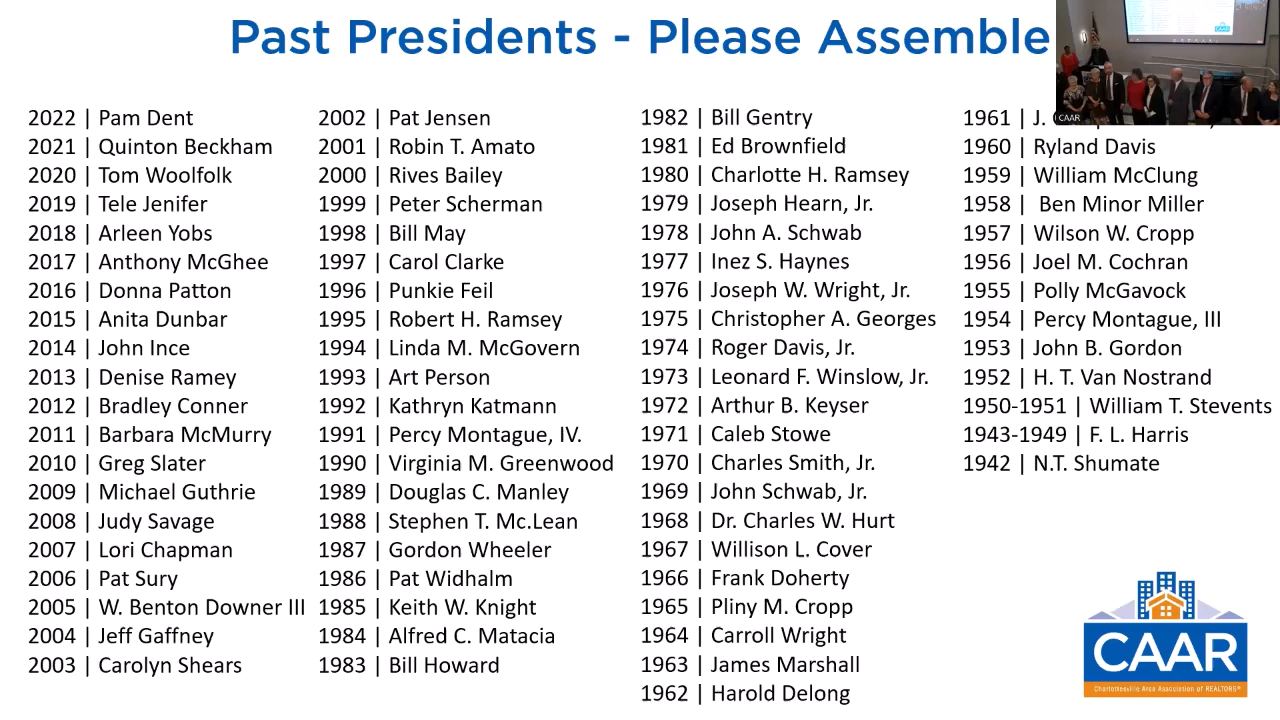 Past Presidents - Please Assemble
2022 | Pam Dent
2021 | Quinton Beckham
2020 | Tom Woolfolk
2019 | Tele Jenifer
2018 | Arleen Yobs
2017 | Anthony McGhee
2016 | Donna Patton
2015 | Anita Dunbar
2014 | John Ince
2013 | Denise Ramey
2012 | Bradley Conner
2011 | Barbara McMurry
2010 | Greg Slater
2009 | Michael Guthrie
2008 | Judy Savage
2007 | Lori Chapman
2006 | Pat Sury
2005 | W. Benton Downer III
2004 | Jeff Gaffney
2003 | Carolyn Shears
2002 | Pat Jensen
2001 | Robin T. Amato
2000 | Rives Bailey
1999 | Peter Scherman
1998 | Bill May
1997 | Carol Clarke
1996 | Punkie Feil
1995 | Robert H. Ramsey
1994 | Linda M. McGovern
1993 | Art Person
1992 | Kathryn Katmann
1991 | Percy Montague, IV.
1990 | Virginia M. Greenwood
1989 | Douglas C. Manley
1988 | Stephen T. Mc.Lean
1987 | Gordon Wheeler
1986 | Pat Widhalm
1985 | Keith W. Knight
1984 | Alfred C. Matacia
1983 | Bill Howard
1982 | Bill Gentry
1981 | Ed Brownfield
1980 | Charlotte H. Ramsey
1979 | Joseph Hearn, Jr.
1978 | John A. Schwab
1977 | Inez S. Haynes
1976 | Joseph W. Wright, Jr.
1975 | Christopher A. Georges
1974 | Roger Davis, Jr.
1973 | Leonard F. Winslow, Jr.
1972 | Arthur B. Keyser
1971 | Caleb Stowe
1970 | Charles Smith, Jr.
1969 | John Schwab, Jr.
1968 | Dr. Charles W. Hurt
1967 | Willison L. Cover
1966 | Frank Doherty
1965 | Pliny M. Cropp
1964 | Carroll Wright
1963 | James Marshall
1962 | Harold Delong
1961 | J.
1960 | Ryland Davis
1959 | William McClung
1958 | Ben Minor Miller
1957 | Wilson W. Cropp
1956 | Joel M. Cochran
1955 | Polly McGavock
1954 | Percy Montague, III
1953 | John B. Gordon
1952 | H. T. Van Nostrand
1950-1951 | William T. Stevents
1943-1949 | F. L. Harris
1942 | N.T. Shumate
CAAR
CAAR
Charlottesville Area Association of REALTORS®